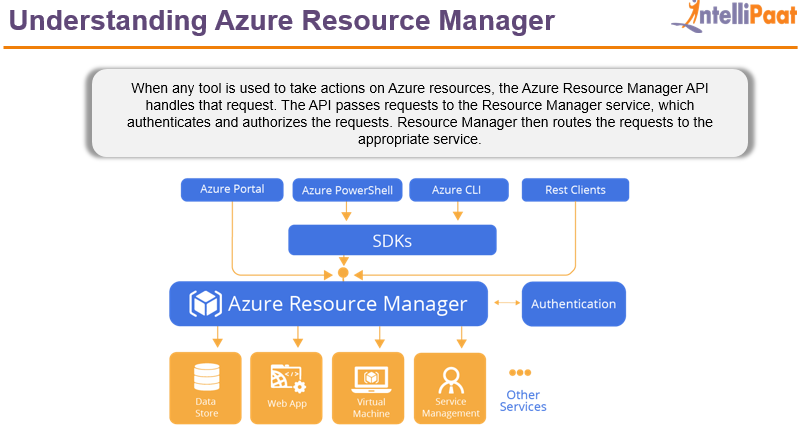 Understanding Azure Resource Manager
IntelliPaat
When any tool is used to take actions on Azure resources, the Azure Resource Manager API
handles that request. The API passes requests to the Resource Manager service, which
authenticates and authorizes the requests. Resource Manager then routes the requests to the
appropriate service.
Azure Portal
Azure PowerShell
Azure CLI
Rest Clients
SDKs
Azure Resource Manager
Authentication
Data
Store
Web App
Virtual
Machine
Service
Management
Other
Services